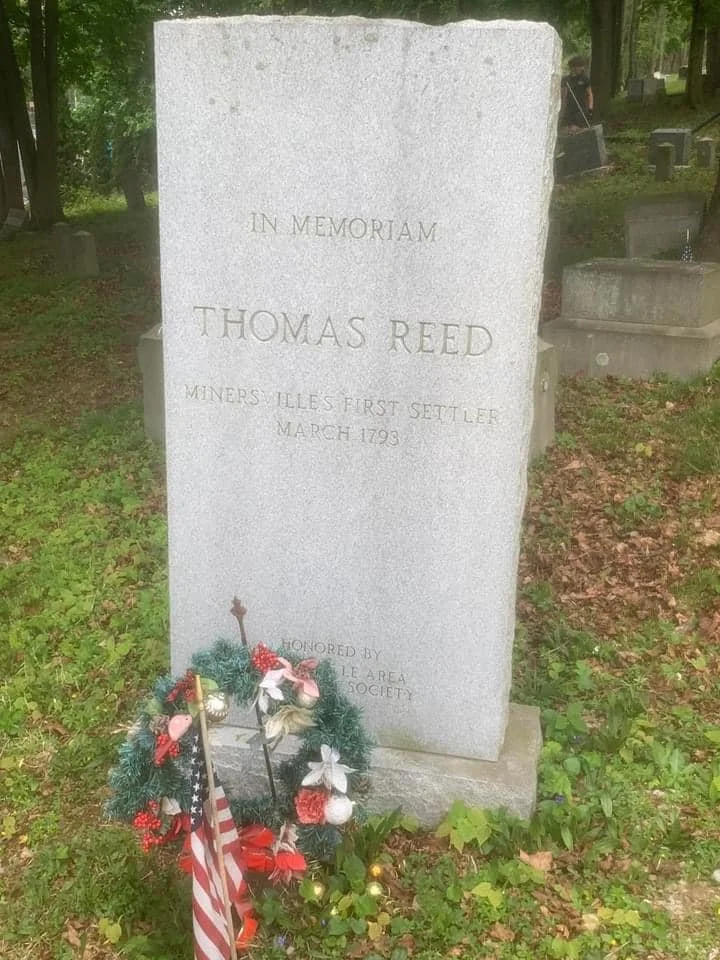 IN MEMORIAM
THOMAS REED
MINERSVILLE'S FIRST SETTLER
MARCH 1793
HONORED BY
LE AREA
SOCIETY